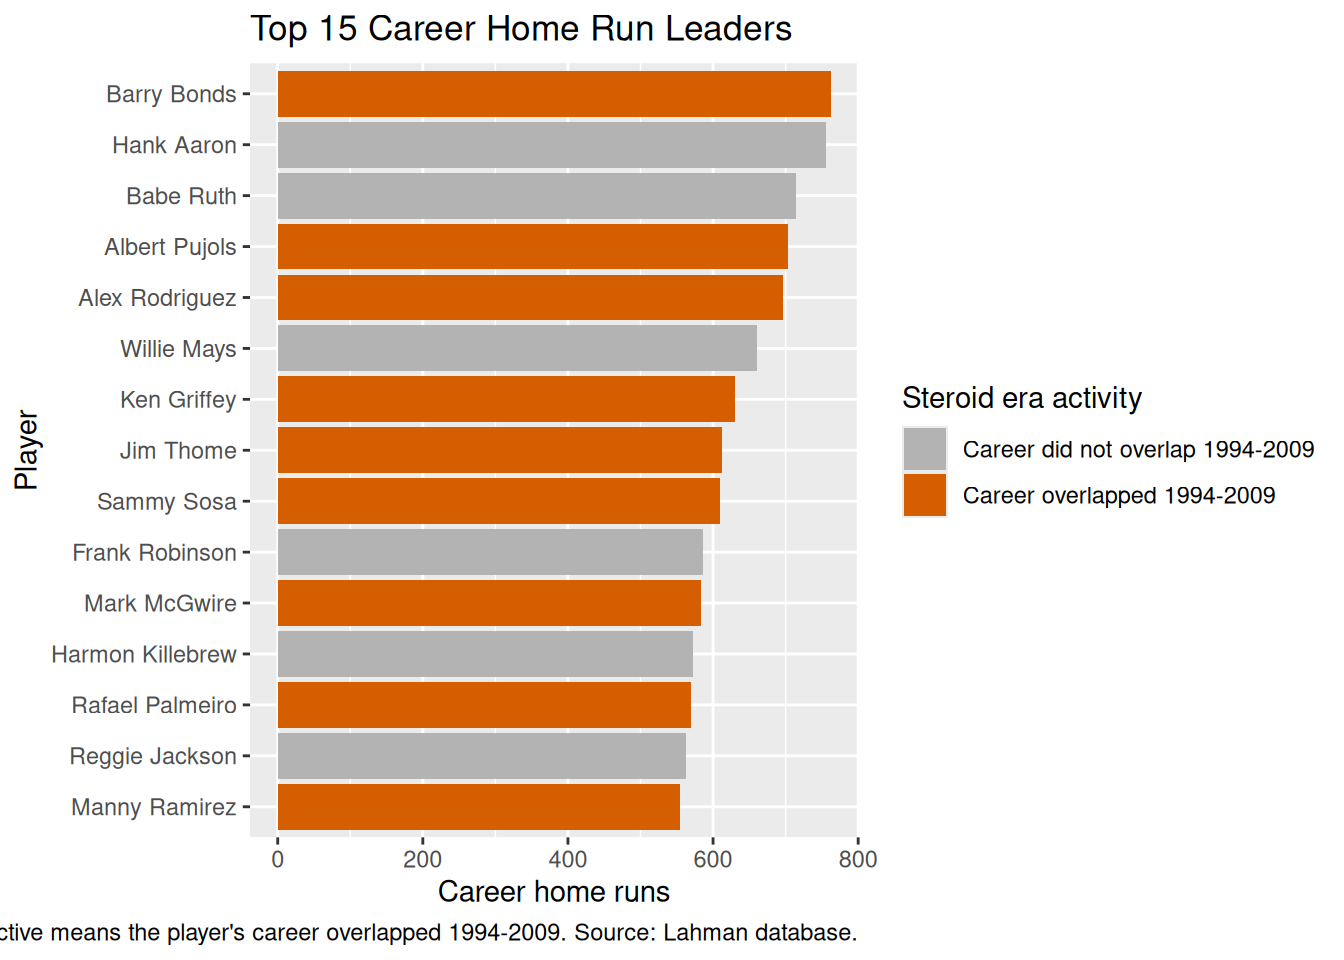 Top 15 Career Home Run Leaders
Barry Bonds
Hank Aaron
Babe Ruth
Albert Pujols
Alex Rodriguez
Willie Mays
Ken Griffey
Jim Thome
Sammy Sosa
Frank Robinson
Mark McGwire
Harmon Killebrew
Rafael Palmeiro
Reggie Jackson
Manny Ramirez
Player
0 200 400 600 800
Career home runs
Steroid era activity
Career did not overlap 1994-2009
Career overlapped 1994-2009
means the player's career overlapped 1994-2009. Source: Lahman database.